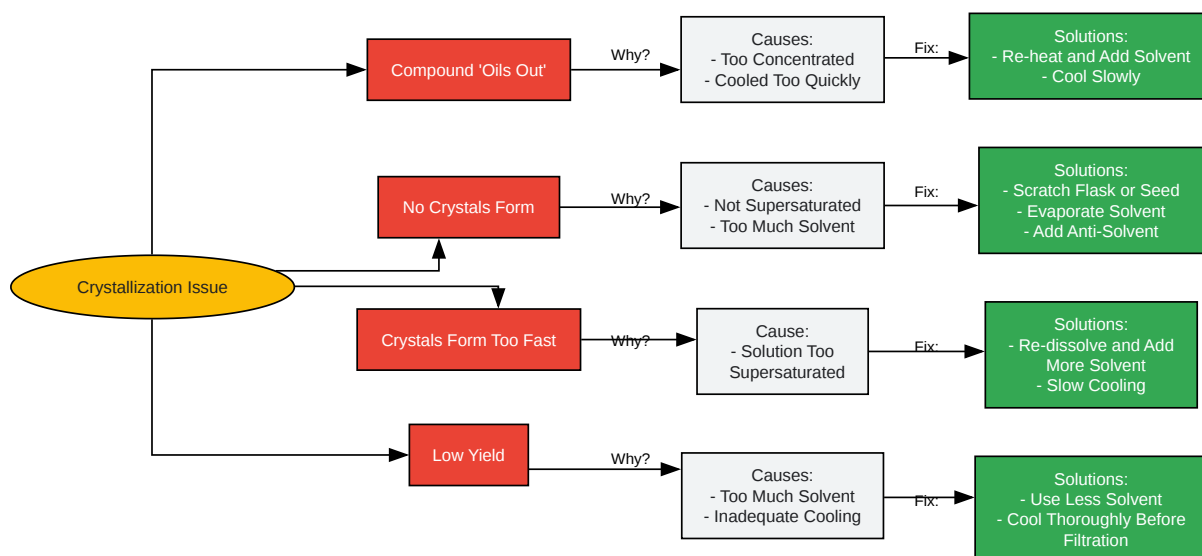 Compound 'Oils Out'
Why?
Causes:
- Too Concentrated
- Cooled Too Quickly
Fix:
Solutions:
- Re-heat and Add Solvent
- Cool Slowly
No Crystals Form
Why?
Causes:
- Not Supersaturated
- Too Much Solvent
Fix:
Solutions:
- Scratch Flask or Seed
- Evaporate Solvent
- Add Anti-Solvent
Crystallization Issue
Crystals Form Too Fast
Why?
Cause:
- Solution Too
Supersaturated
Fix:
Solutions:
- Re-dissolve and Add
More Solvent
- Slow Cooling
Low Yield
Why?
Causes:
- Too Much Solvent
- Inadequate Cooling
Fix:
Solutions:
- Use Less Solvent
- Cool Thoroughly Before
Filtration